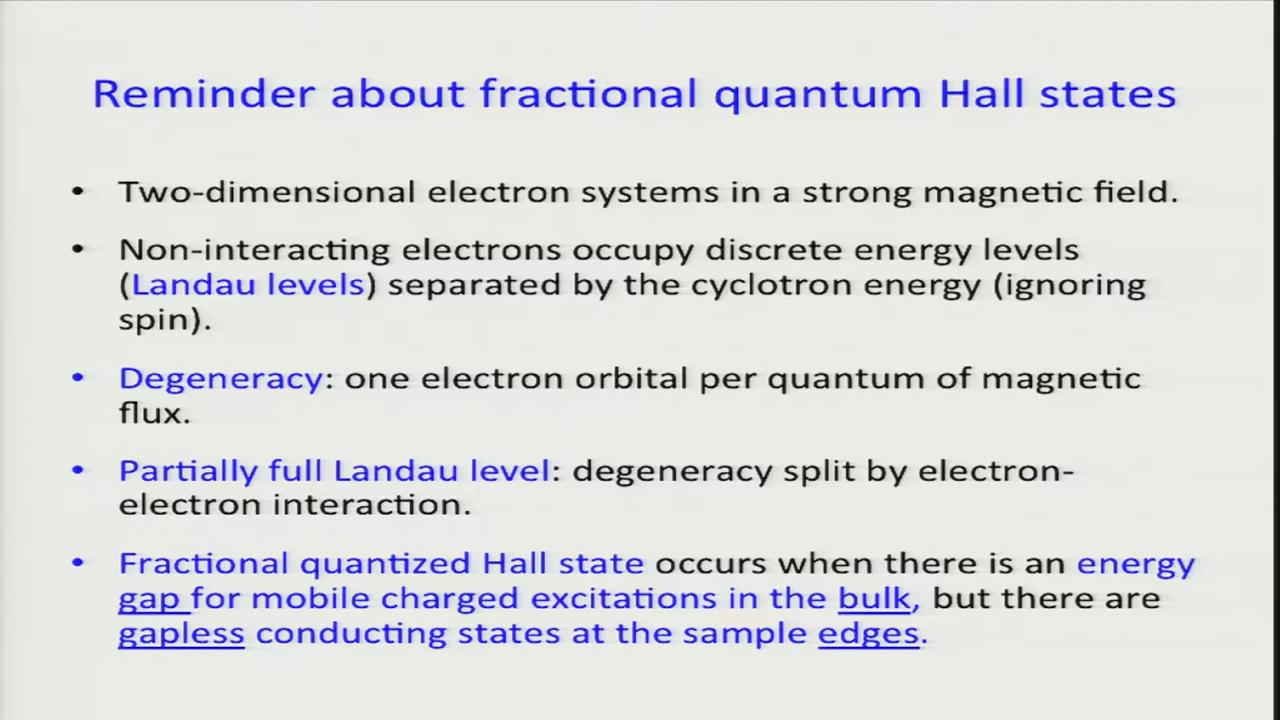 Reminder about fractional quantum Hall states
• Two-dimensional electron systems in a strong magnetic field.
• Non-interacting electrons occupy discrete energy levels
(Landau levels) separated by the cyclotron energy (ignoring
spin).
• Degeneracy: one electron orbital per quantum of magnetic
flux.
• Partially full Landau level: degeneracy split by electron-
electron interaction.
• Fractional quantized Hall state occurs when there is an energy
gap for mobile charged excitations in the bulk, but there are
gapless conducting states at the sample edges.